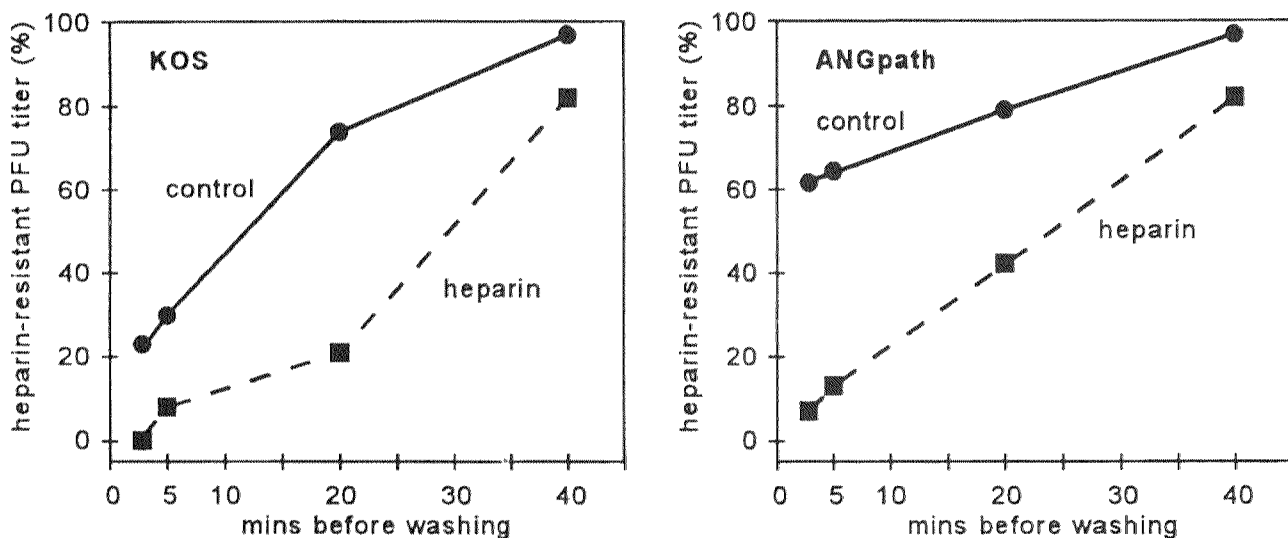 heparin-resistant PFU titer (%)
100
80
60
40
20
0
KOS
control
heparin
0 5 10 20 30 40
mins before washing
heparin-resistant PFU titer (%)
100
80
60
40
20
0
ANGpath
control
heparin
0 5 10 20 30 40
mins before washing